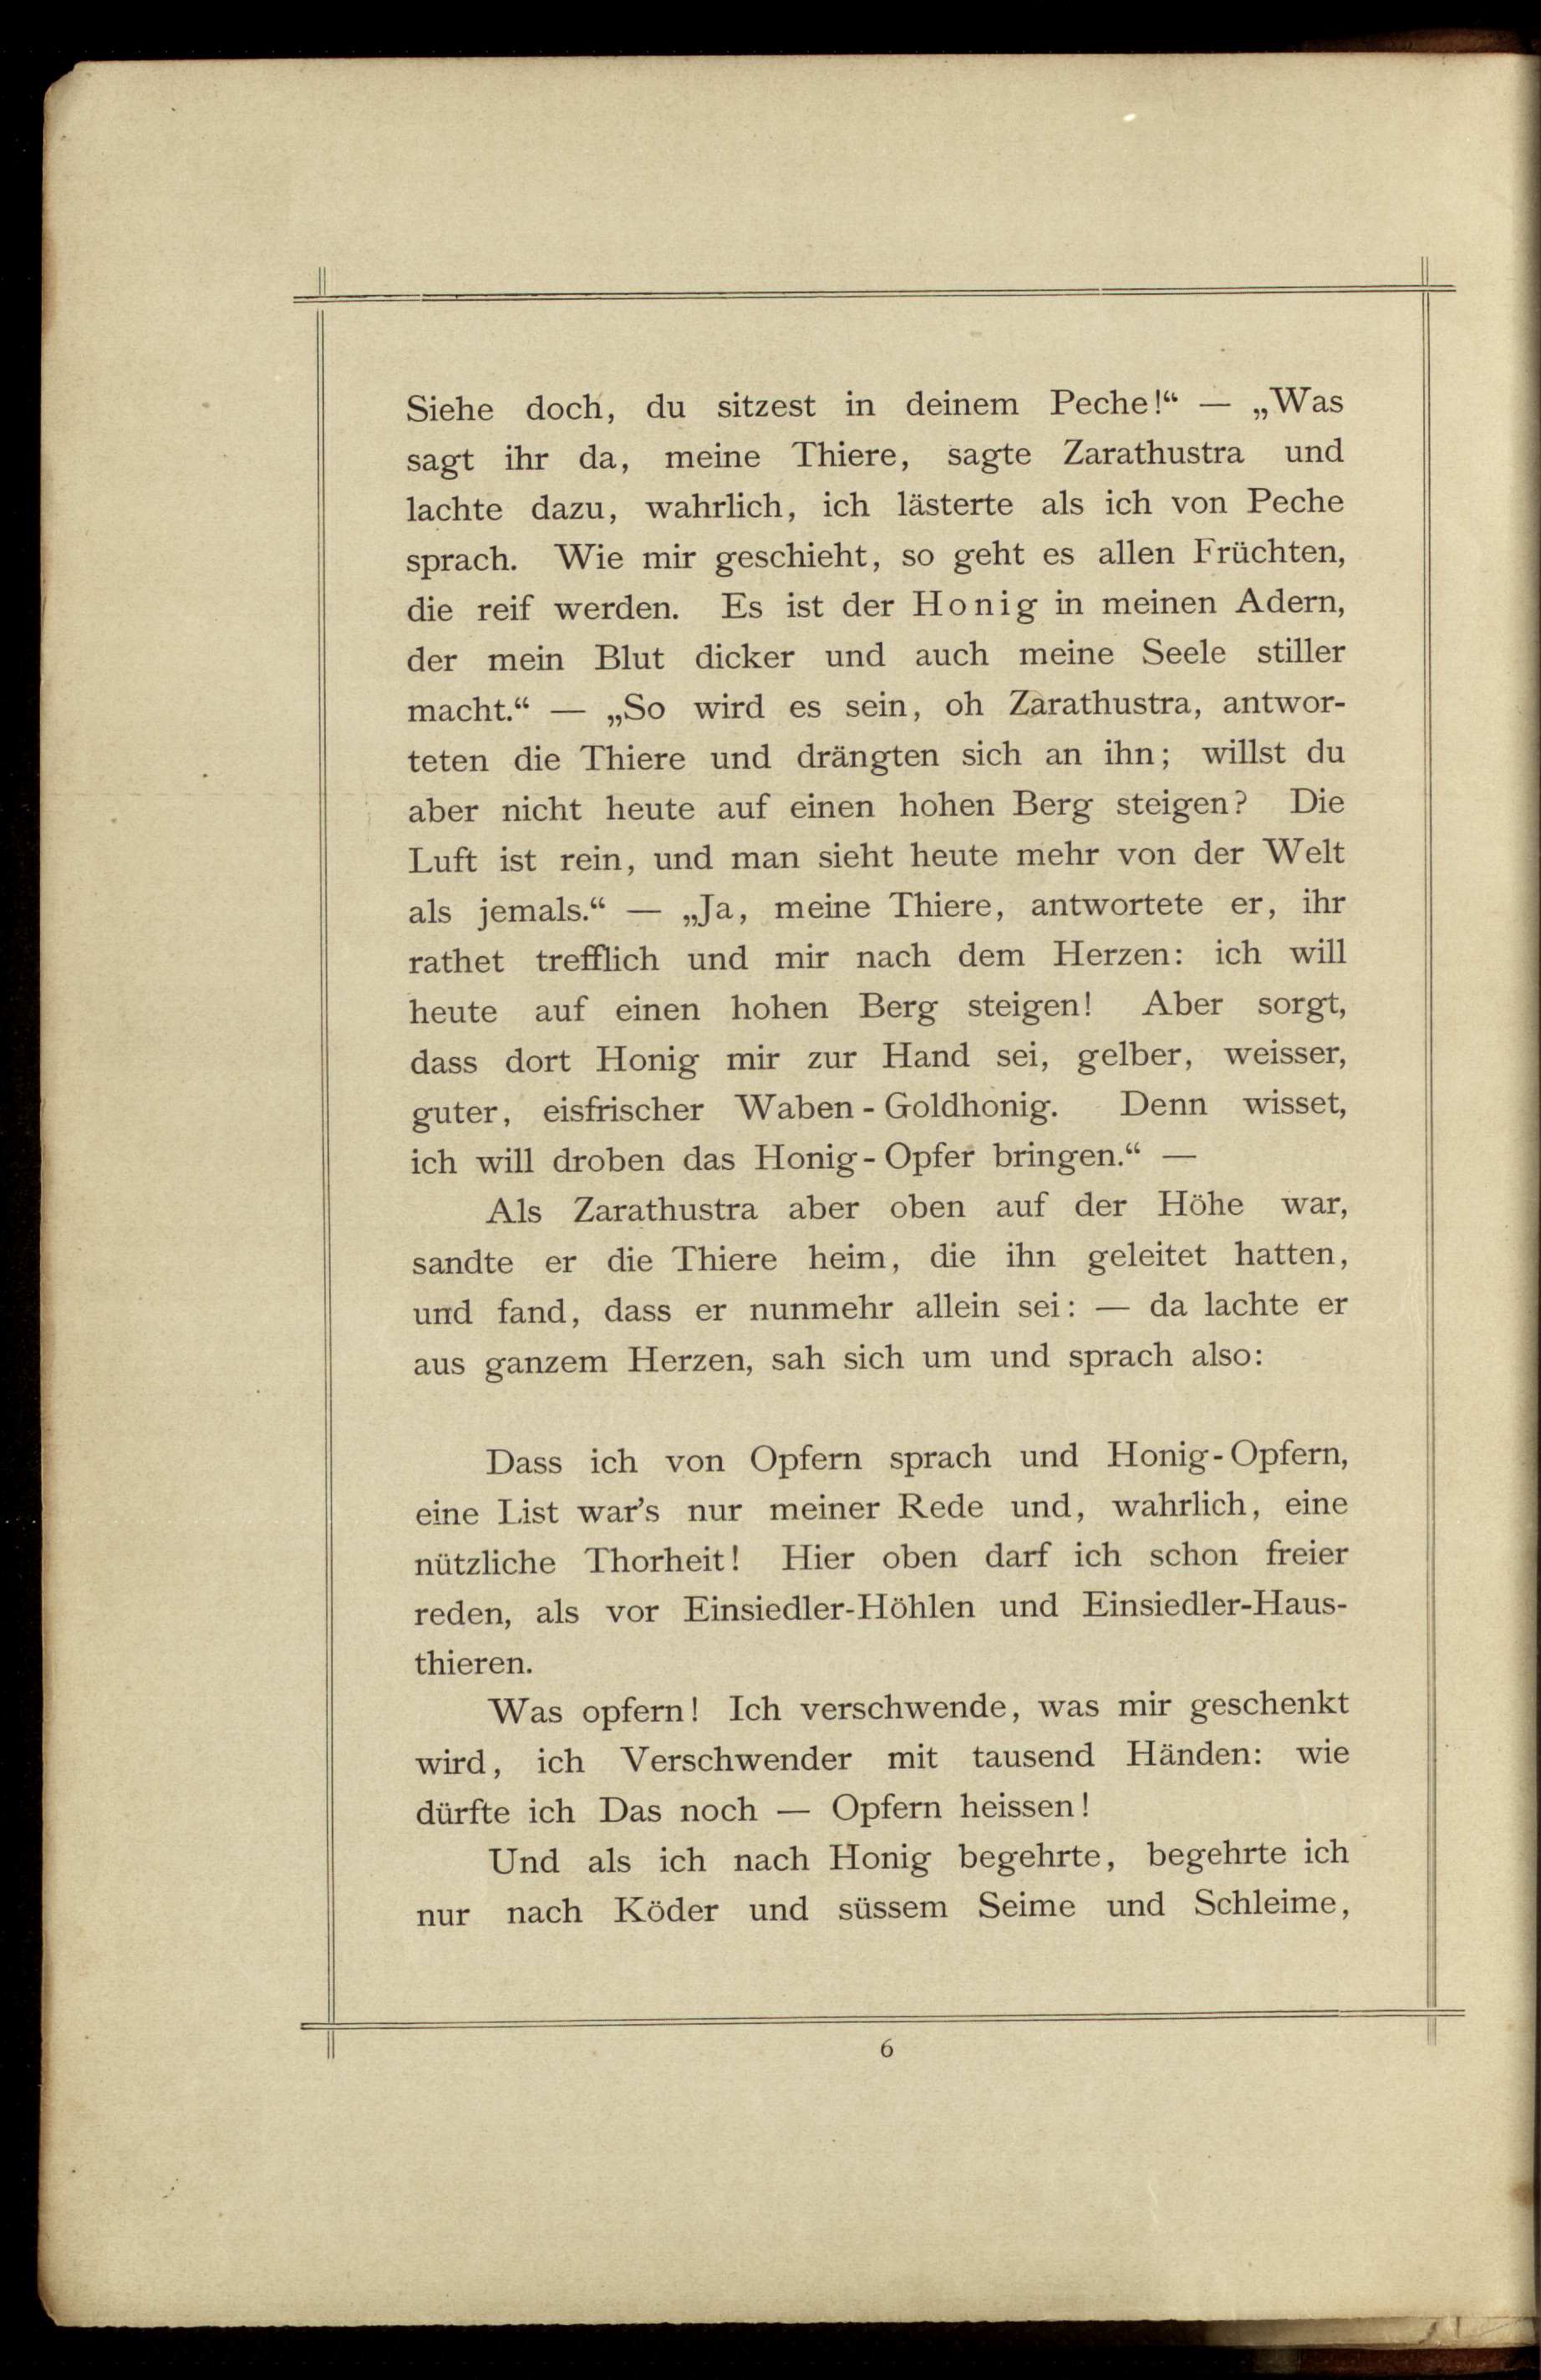 Siehe doch, du sitzest in deinem Peche!“ — „Was
sagt ihr da, meine Thiere, sagte Zarathustra und
lachte dazu, wahrlich, ich lästerte als ich von Peche
sprach. Wie mir geschieht, so geht es allen Früchten,
die reif werden. Es ist der Honig in meinen Adern,
der mein Blut dicker und auch meine Seele stiller
macht.“ — „So wird es sein, oh Zarathustra, antwor-
teten die Thiere und drängten sich an ihn; willst du
aber nicht heute auf einen hohen Berg steigen? Die
Luft ist rein, und man sieht heute mehr von der Welt
als jemals.“ — „Ja, meine Thiere, antwortete er, ihr
rathet trefflich und mir nach dem Herzen: ich will
heute auf einen hohen Berg steigen! Aber sorgt,
dass dort Honig mir zur Hand sei, gelber, weisser,
guter, eisfrischer Waben-Goldhonig. Denn wisset,
ich will droben das Honig-Opfer bringen.“ —
Als Zarathustra aber oben auf der Höhe war,
sandte er die Thiere heim, die ihn geleitet hatten,
und fand, dass er nunmehr allein sei: — da lachte er
aus ganzem Herzen, sah sich um und sprach also:
Dass ich von Opfern sprach und Honig-Opfern,
eine List war’s nur meiner Rede und, wahrlich, eine
nützliche Thorheit! Hier oben darf ich schon freier
reden, als vor Einsiedler-Höhlen und Einsiedler-Haus-
thieren.
Was opfern! Ich verschwende, was mir geschenkt
wird, ich Verschwender mit tausend Händen: wie
dürfte ich Das noch — Opfern heissen!
Und als ich nach Honig begehrte, begehrte ich
nur nach Köder und süssem Seime und Schleime,
6